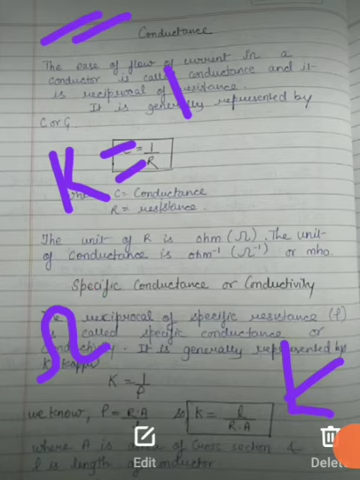 Conductance
The ease of flow of current in a
conductor is called conductance and it
is reciprocal of resistance.
It is generally represented by
C or G
= 1/R
K =
C = Conductance
R = resistance.
The unit of R is ohm (Ω). The unit
of conductance is ohm⁻¹ (Ω⁻¹) or mho
Specific Conductance or Conductivity
The reciprocal of specific resistance (ρ)
is called specific conductance or
conductivity. It is generally represented by
K = 1/ρ
we know, ρ = R.A so K = l/R.A
Ω
where A is area of cross section &
l is length of conductor.
Edit
Delete